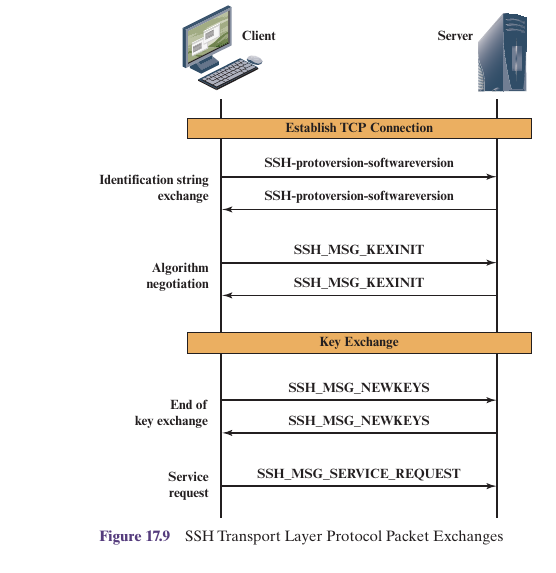 Client
Server
Establish TCP Connection
SSH-protoversion-softwareversion
Identification string
exchange
SSH-protoversion-softwareversion
SSH_MSG_KEXINIT
Algorithm
negotiation
SSH_MSG_KEXINIT
Key Exchange
SSH_MSG_NEWKEYS
End of
key exchange
SSH_MSG_NEWKEYS
Service
request
SSH_MSG_SERVICE_REQUEST
Figure 17.9 SSH Transport Layer Protocol Packet Exchanges